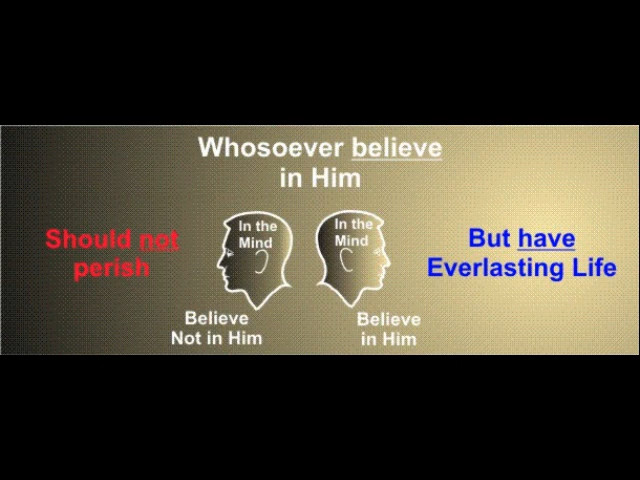 Whosoever believe
in Him
Should not
perish
In the
Mind
In the
Mind
But have
Everlasting Life
Believe
Not in Him
Believe
in Him